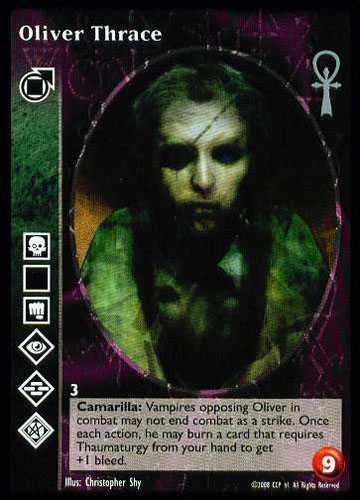 Oliver Thrace
3
Camarilla: Vampires opposing Oliver in
combat may not end combat as a strike. Once
each action, he may burn a card that requires
Thaumaturgy from your hand to get
+1 bleed.
9
Illus: Christopher Shy
©2008 CCP hf. All Rights Reserved